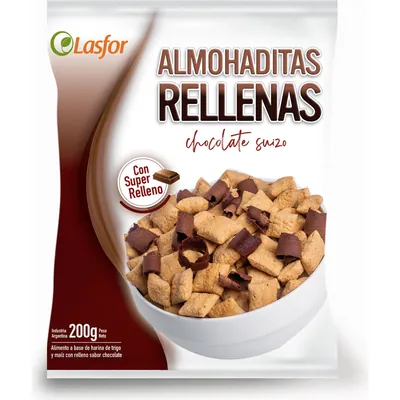 Lasfor
ALMOHADITAS
RELLENAS
chocolate suizo
Con
Super
Relleno
Industria
Argentina
200g
Peso
Neto
Alimento a base de harina de trigo
y maíz con relleno sabor chocolate